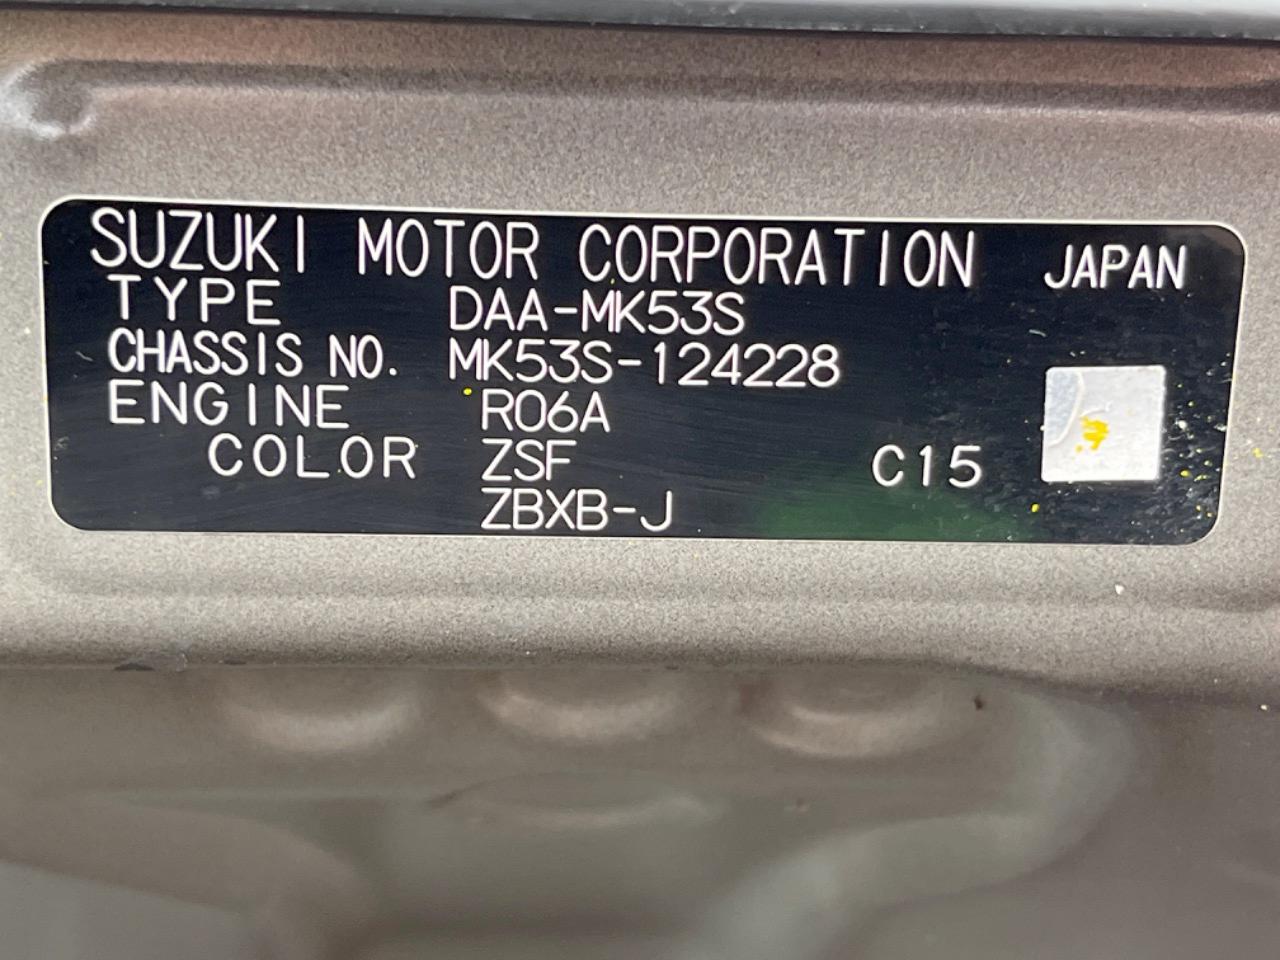 SUZUKI MOTOR CORPORATION JAPAN
TYPE DAA-MK53S
CHASSIS NO. MK53S-124228
ENGINE R06A
COLOR ZSF C15
ZBXB-J